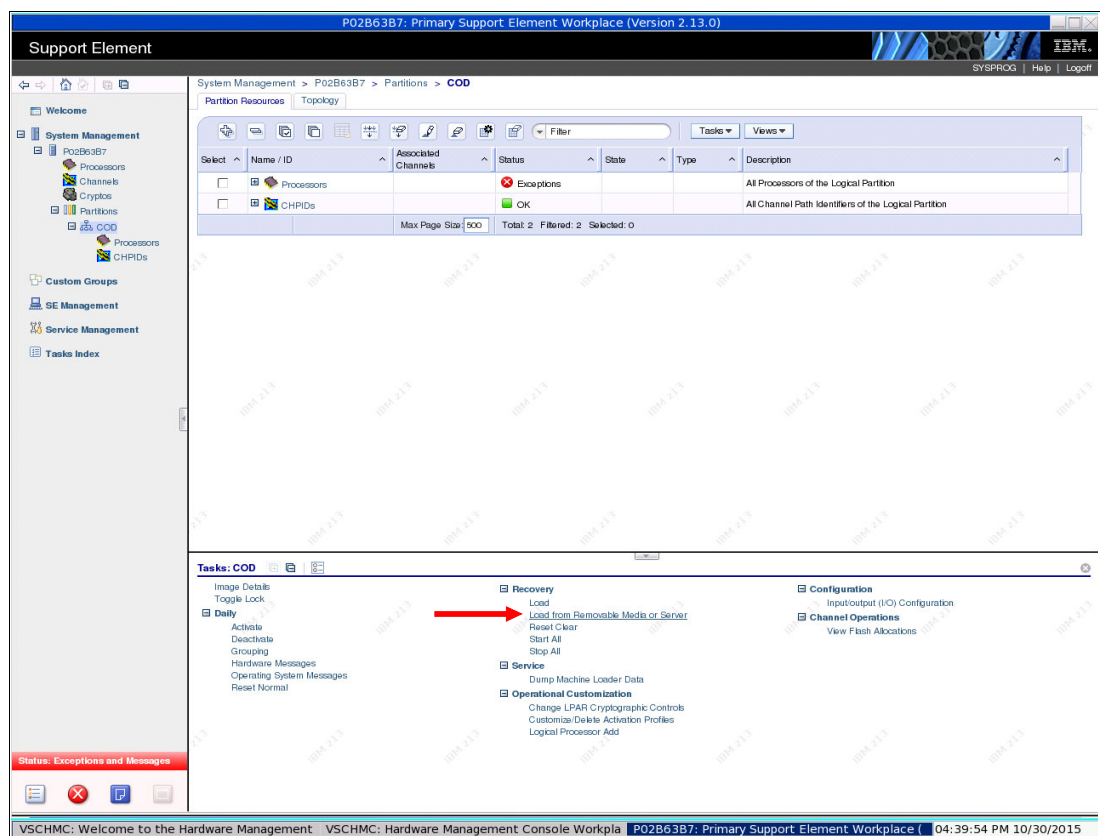 P02B63B7: Primary Support Element Workplace (Version 2.13.0)
Support Element
IBM.
SYSPROG | Help | Logoff
Welcome
System Management
P02B63B7
Processors
Channels
Cryptos
Partitions
COD
Processors
CHPIDs
Custom Groups
SE Management
Service Management
Tasks Index
Status: Exceptions and Messages
System Management > P02B63B7 > Partitions > COD
Partition Resources Topology
Filter Tasks Views
Select Name / ID Associated Channels Status State Type Description
Processors Exceptions All Processors of the Logical Partition
CHPIDs OK All Channel Path Identifiers of the Logical Partition
Max Page Size: 500 Total: 2 Filtered: 2 Selected: 0
IBM z13
Tasks: COD
Image Details
Toggle Lock
Daily
Activate
Deactivate
Grouping
Hardware Messages
Operating System Messages
Reset Normal
Recovery
Load
Load from Removable Media or Server
Reset Clear
Start All
Stop All
Service
Dump Machine Loader Data
Operational Customization
Change LPAR Cryptographic Controls
Customize/Delete Activation Profiles
Logical Processor Add
Configuration
Input/output (I/O) Configuration
Channel Operations
View Flash Allocations
VSCHMC: Welcome to the Hardware Management VSCHMC: Hardware Management Console Workpla P02B63B7: Primary Support Element Workplace ( 04:39:54 PM 10/30/2015